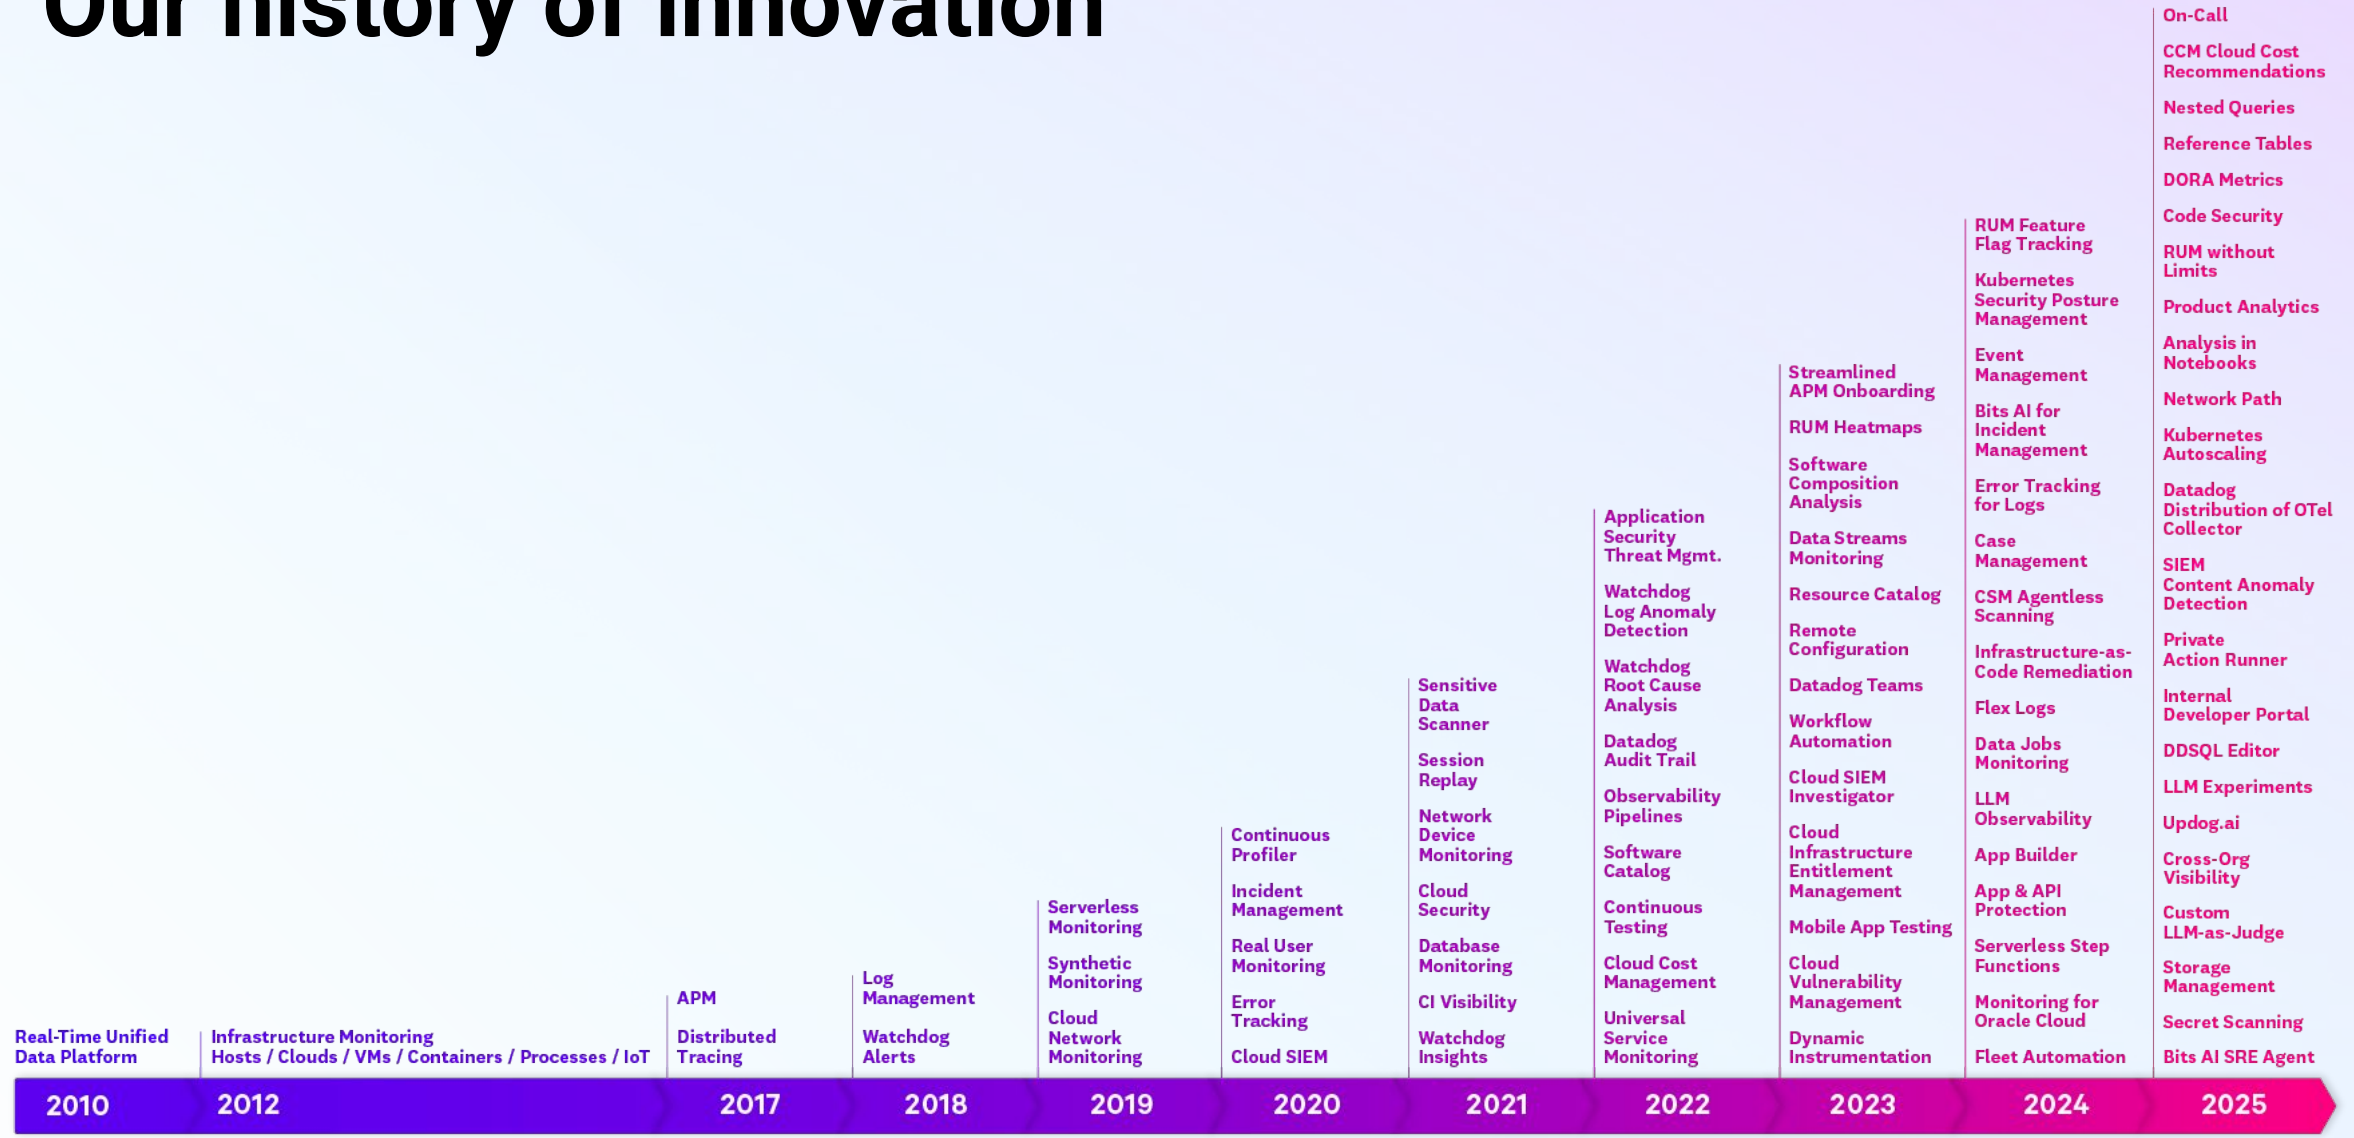 Our history of innovation
Real-Time Unified
Data Platform
Infrastructure Monitoring
Hosts / Clouds / VMs / Containers / Processes / IoT
APM
Distributed
Tracing
Log
Management
Watchdog
Alerts
Serverless
Monitoring
Synthetic
Monitoring
Cloud
Network
Monitoring
Continuous
Profiler
Incident
Management
Real User
Monitoring
Error
Tracking
Cloud SIEM
Sensitive
Data
Scanner
Session
Replay
Network
Device
Monitoring
Cloud
Security
Database
Monitoring
CI Visibility
Watchdog
Insights
Application
Security
Threat Mgmt.
Watchdog
Log Anomaly
Detection
Watchdog
Root Cause
Analysis
Datadog
Audit Trail
Observability
Pipelines
Software
Catalog
Continuous
Testing
Cloud Cost
Management
Universal
Service
Monitoring
Streamlined
APM Onboarding
RUM Heatmaps
Software
Composition
Analysis
Data Streams
Monitoring
Resource Catalog
Remote
Configuration
Datadog Teams
Workflow
Automation
Cloud SIEM
Investigator
Cloud
Infrastructure
Entitlement
Management
Mobile App Testing
Cloud
Vulnerability
Management
Dynamic
Instrumentation
RUM Feature
Flag Tracking
Kubernetes
Security Posture
Management
Event
Management
Bits AI for
Incident
Management
Error Tracking
for Logs
Case
Management
CSM Agentless
Scanning
Infrastructure-as-
Code Remediation
Flex Logs
Data Jobs
Monitoring
LLM
Observability
App Builder
App & API
Protection
Serverless Step
Functions
Monitoring for
Oracle Cloud
Fleet Automation
On-Call
CCM Cloud Cost
Recommendations
Nested Queries
Reference Tables
DORA Metrics
Code Security
RUM without
Limits
Product Analytics
Analysis in
Notebooks
Network Path
Kubernetes
Autoscaling
Datadog
Distribution of OTel
Collector
SIEM
Content Anomaly
Detection
Private
Action Runner
Internal
Developer Portal
DDSQL Editor
LLM Experiments
Updog.ai
Cross-Org
Visibility
Custom
LLM-as-Judge
Storage
Management
Secret Scanning
Bits AI SRE Agent
2010
2012
2017
2018
2019
2020
2021
2022
2023
2024
2025